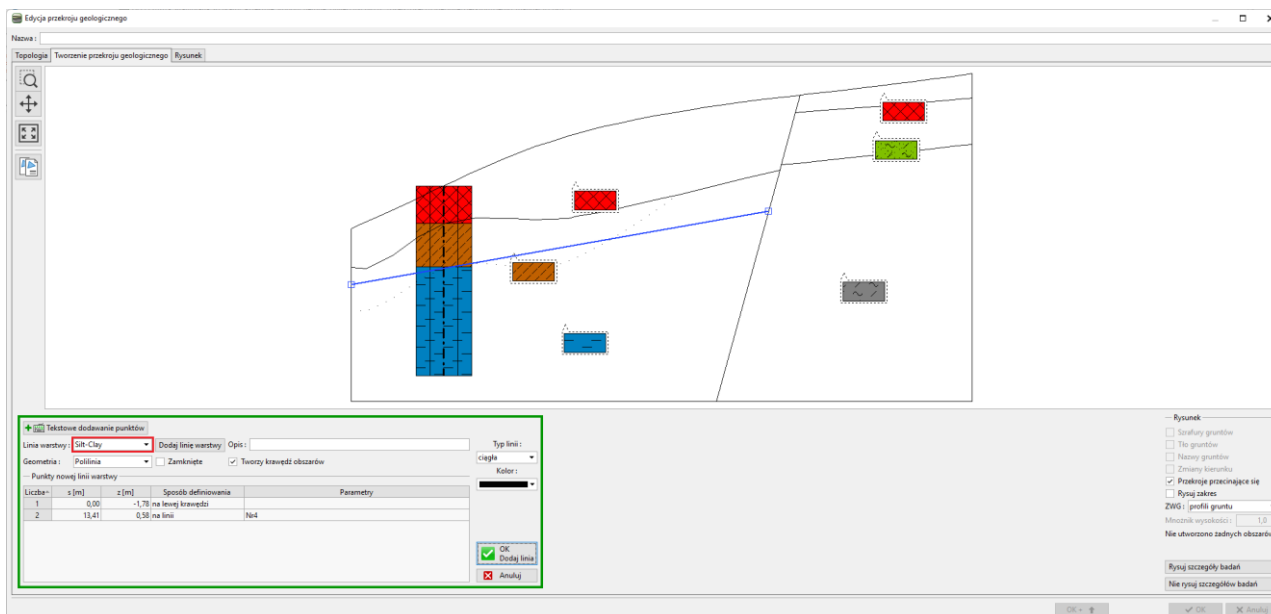 Edycja przekroju geologicznego
Nazwa :
Topologia Tworzenie przekroju geologicznego Rysunek
Tekstowe dodawanie punktów
Linia warstwy : Silt-Clay Dodaj linię warstwy Opis :
Geometria : Polilinia Zamknięte Tworzy krawędź obszarów
Typ linii :
ciągła
Kolor :
Punkty nowej linii warstwy
Liczba s [m] z [m] Sposób definiowania Parametry
1 0,00 -1,78 na lewej krawędzi
2 13,41 0,58 na linii Nr4
OK
Dodaj linia
Anuluj
Rysunek
Szrafury gruntów
Tło gruntów
Nazwy gruntów
Zmiany kierunku
Przekroje przecinające się
Rysuj zakres
ZWG : profili gruntu
Mnożnik wysokości : 1,0
Nie utworzono żadnych obszarów
Rysuj szczegóły badań
Nie rysuj szczegółów badań
OK + OK Anuluj